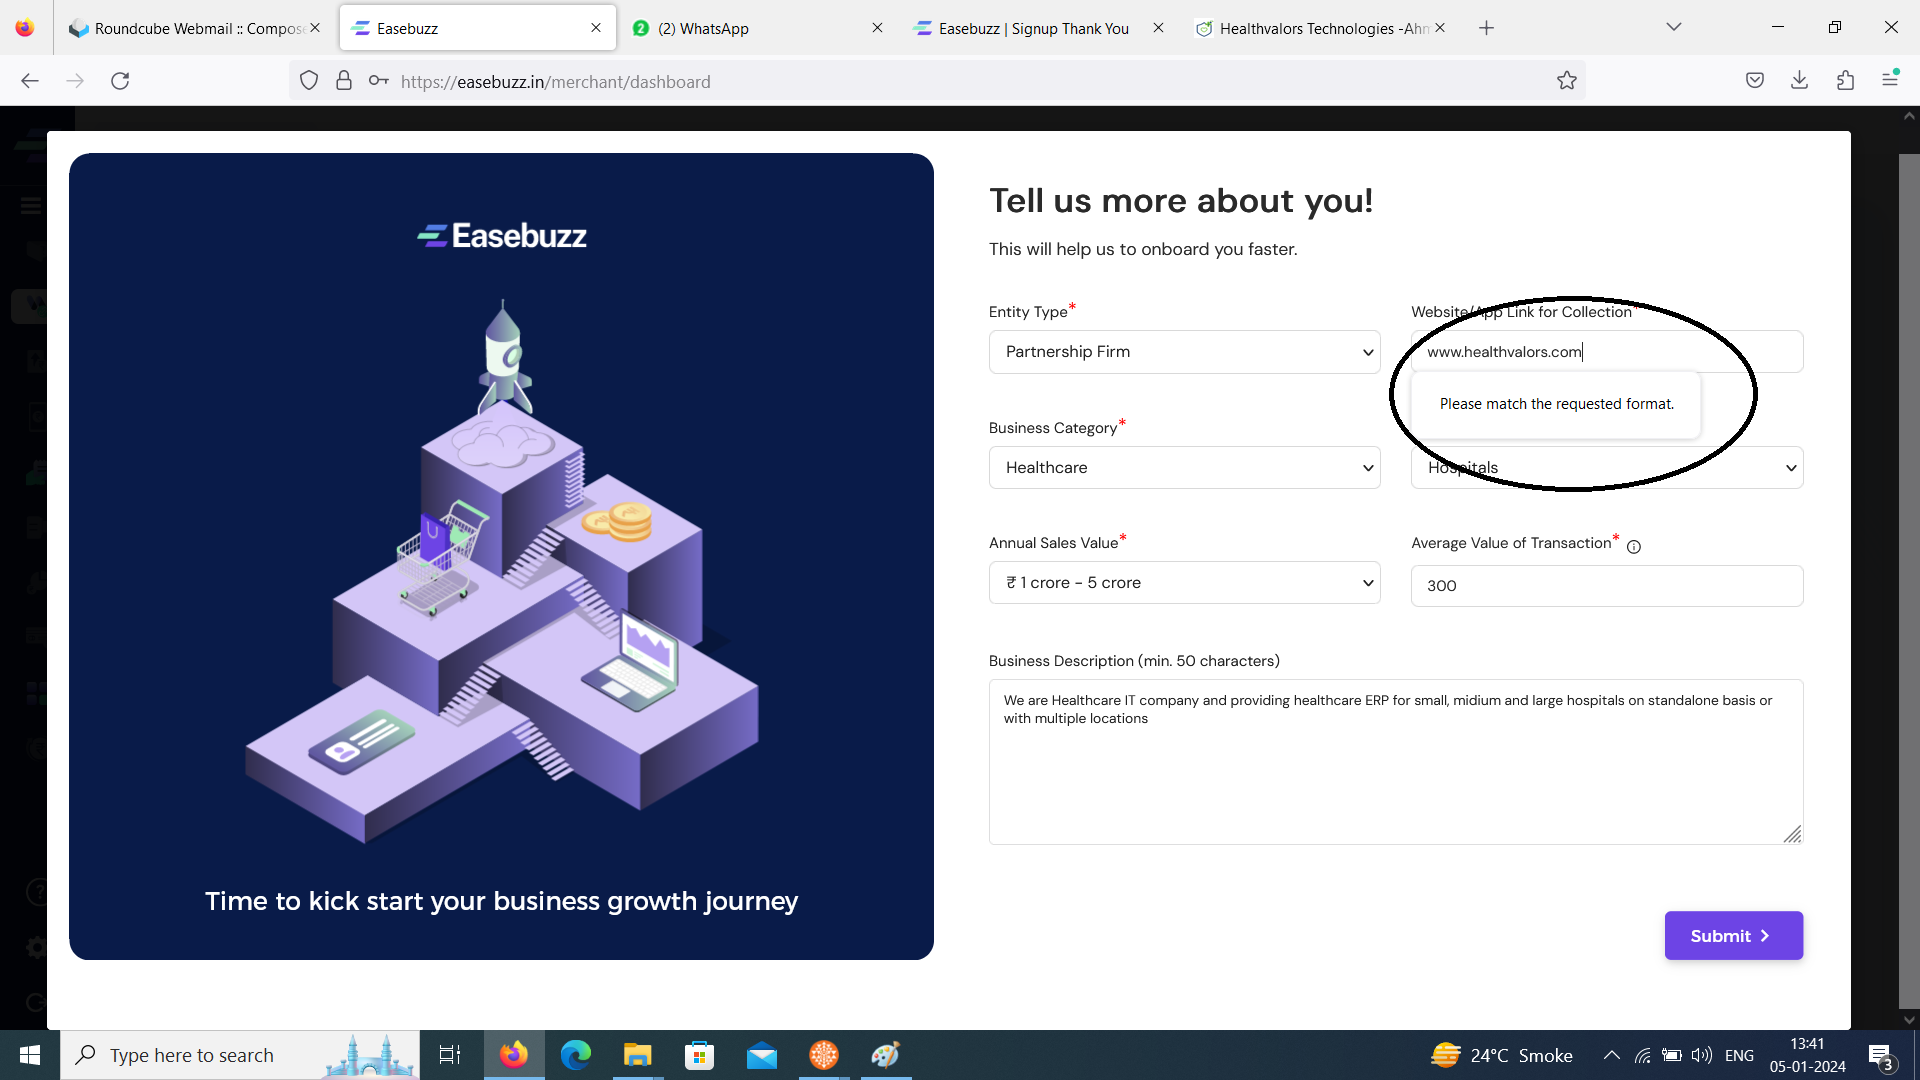 Roundcube Webmail :: Compose
Easebuzz
(2) WhatsApp
Easebuzz | Signup Thank You
Healthvalors Technologies -Ahm
https://easebuzz.in/merchant/dashboard
Easebuzz
Time to kick start your business growth journey
Tell us more about you!
This will help us to onboard you faster.
Entity Type*
Partnership Firm
Website/App Link for Collection*
www.healthvalors.com
Please match the requested format.
Business Category*
Healthcare
Hospitals
Annual Sales Value*
₹ 1 crore - 5 crore
Average Value of Transaction*
300
Business Description (min. 50 characters)
We are Healthcare IT company and providing healthcare ERP for small, midium and large hospitals on standalone basis or
with multiple locations
Submit
Type here to search
24°C Smoke
ENG
13:41
05-01-2024
3